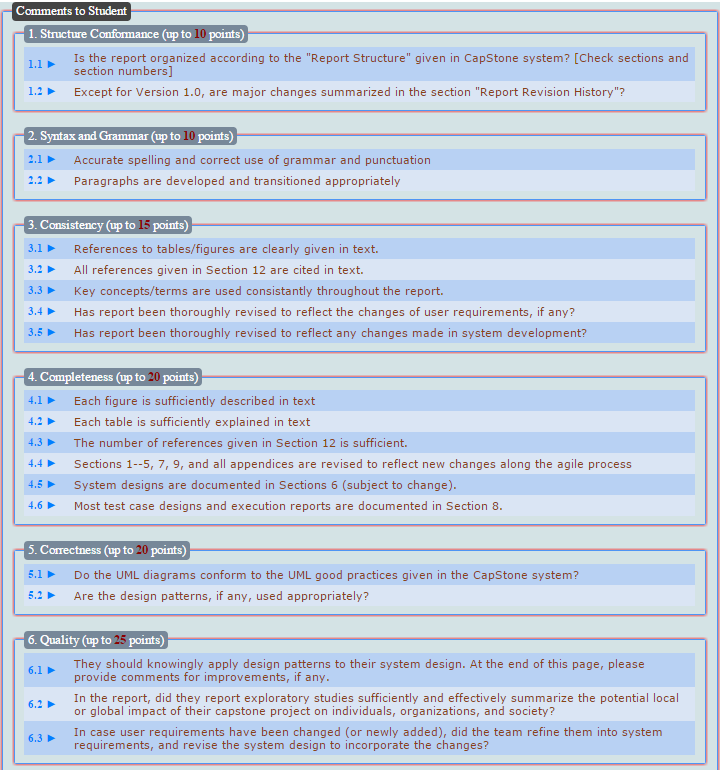 Comments to Student
1. Structure Conformance (up to 10 points)
1.1 ► Is the report organized according to the "Report Structure" given in CapStone system? [Check sections and
section numbers]
1.2 ► Except for Version 1.0, are major changes summarized in the section "Report Revision History"?
2. Syntax and Grammar (up to 10 points)
2.1 ► Accurate spelling and correct use of grammar and punctuation
2.2 ► Paragraphs are developed and transitioned appropriately
3. Consistency (up to 15 points)
3.1 ► References to tables/figures are clearly given in text.
3.2 ► All references given in Section 12 are cited in text.
3.3 ► Key concepts/terms are used consistantly throughout the report.
3.4 ► Has report been thoroughly revised to reflect the changes of user requirements, if any?
3.5 ► Has report been thoroughly revised to reflect any changes made in system development?
4. Completeness (up to 20 points)
4.1 ► Each figure is sufficiently described in text
4.2 ► Each table is sufficiently explained in text
4.3 ► The number of references given in Section 12 is sufficient.
4.4 ► Sections 1--5, 7, 9, and all appendices are revised to reflect new changes along the agile process
4.5 ► System designs are documented in Sections 6 (subject to change).
4.6 ► Most test case designs and execution reports are documented in Section 8.
5. Correctness (up to 20 points)
5.1 ► Do the UML diagrams conform to the UML good practices given in the CapStone system?
5.2 ► Are the design patterns, if any, used appropriately?
6. Quality (up to 25 points)
6.1 ► They should knowingly apply design patterns to their system design. At the end of this page, please
provide comments for improvements, if any.
6.2 ► In the report, did they report exploratory studies sufficiently and effectively summarize the potential local
or global impact of their capstone project on individuals, organizations, and society?
6.3 ► In case user requirements have been changed (or newly added), did the team refine them into system
requirements, and revise the system design to incorporate the changes?